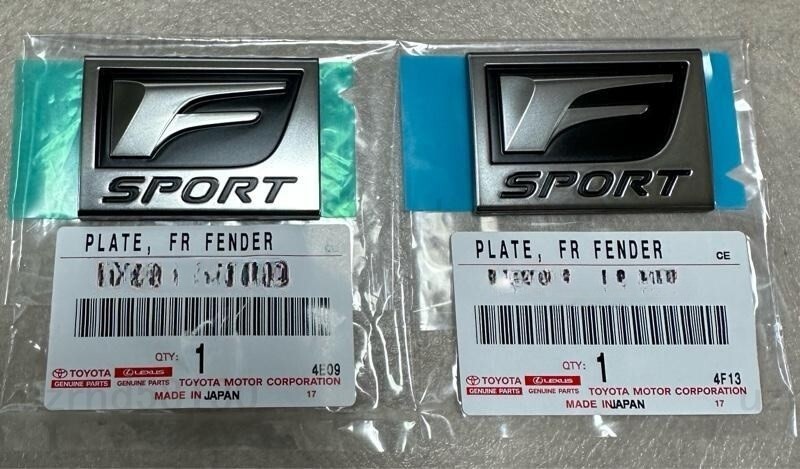 F
SPORT
PLATE, FR FENDER
QTY: 1
4E09
TOYOTA LEXUS
GENUINE PARTS GENUINE PARTS TOYOTA MOTOR CORPORATION
MADE IN JAPAN 17
F
SPORT
PLATE, FR FENDER
CE
QTY: 1
4F13
TOYOTA LEXUS
GENUINE PARTS GENUINE PARTS TOYOTA MOTOR CORPORATION
MADE IN JAPAN 17